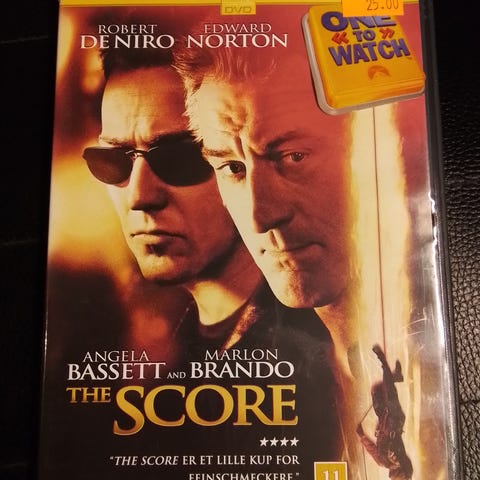 DVD
25.00
ROBERT EDWARD
DE NIRO NORTON
ONE
« TO »
WATCH
ANGELA MARLON
BASSETT AND BRANDO
THE SCORE
★★★★
"THE SCORE ER ET LILLE KUP FOR
FEINSCHMECKERE."
11